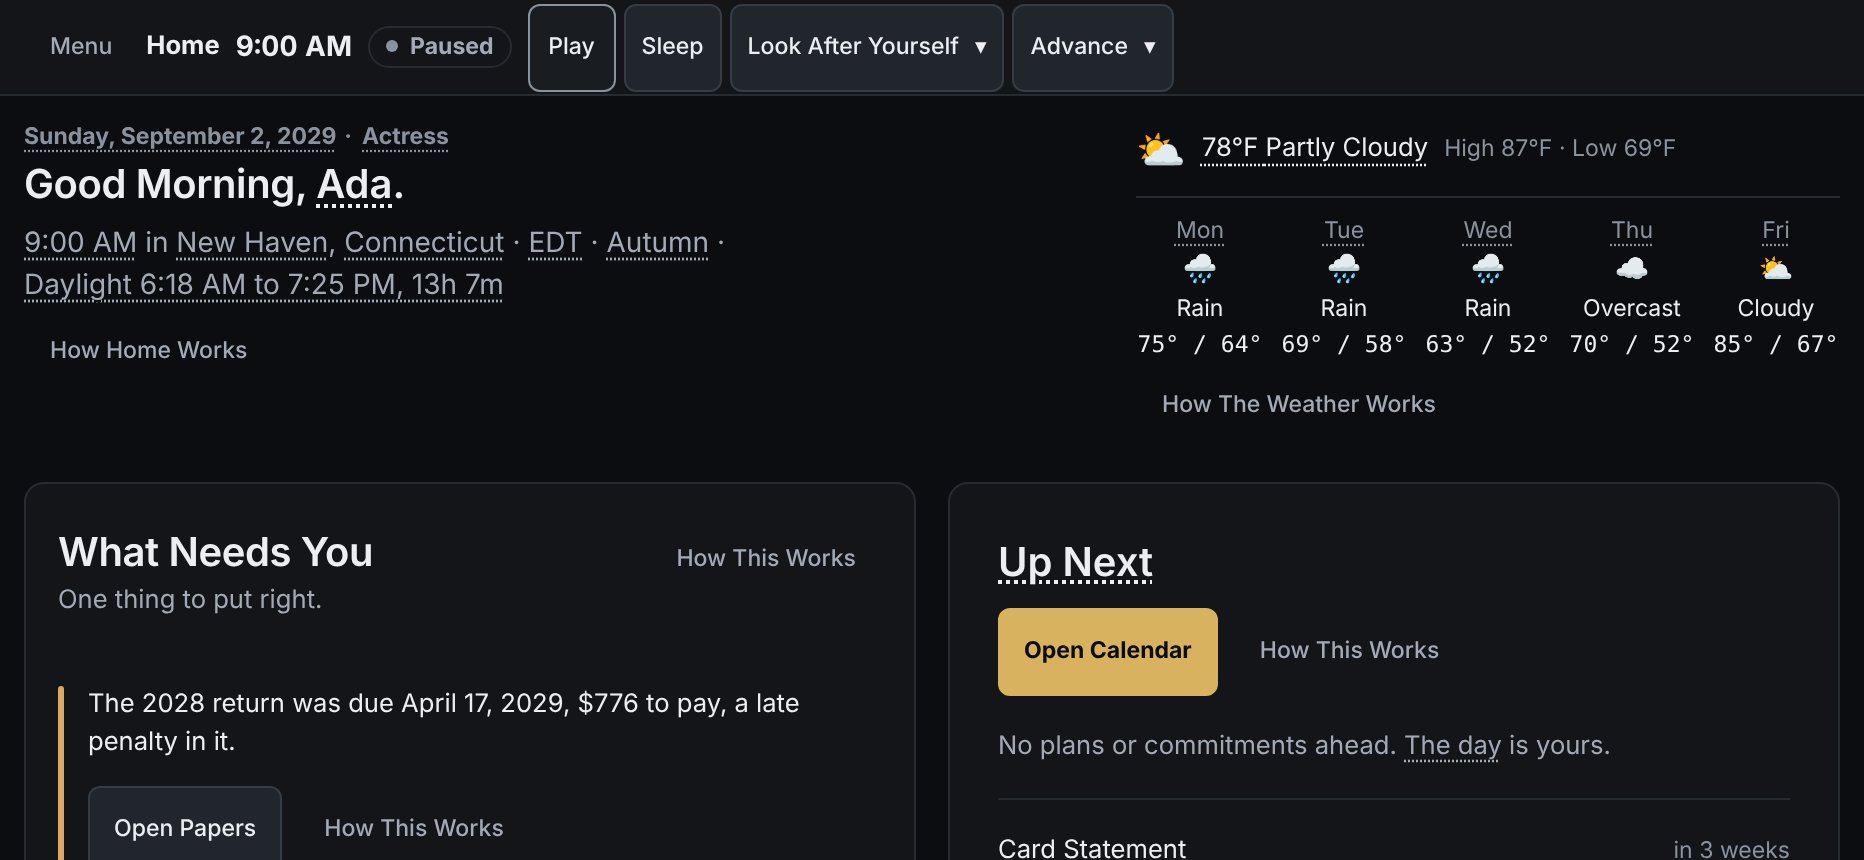 Menu Home 9:00 AM Paused Play Sleep Look After Yourself ▼ Advance ▼
Sunday, September 2, 2029 · Actress
Good Morning, Ada.
9:00 AM in New Haven, Connecticut · EDT · Autumn ·
Daylight 6:18 AM to 7:25 PM, 13h 7m
How Home Works
78°F Partly Cloudy High 87°F · Low 69°F
Mon Tue Wed Thu Fri
Rain Rain Rain Overcast Cloudy
75° / 64° 69° / 58° 63° / 52° 70° / 52° 85° / 67°
How The Weather Works
What Needs You
How This Works
One thing to put right.
The 2028 return was due April 17, 2029, $776 to pay, a late
penalty in it.
Open Papers How This Works
Up Next
Open Calendar How This Works
No plans or commitments ahead. The day is yours.
Card Statement in 3 weeks